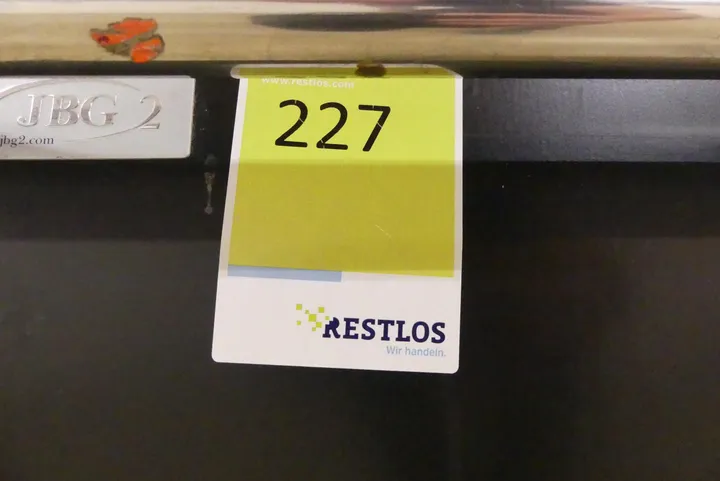 www.restlos.com
227
JBG 2
jbg2.com
RESTLOS
Wir handeln.